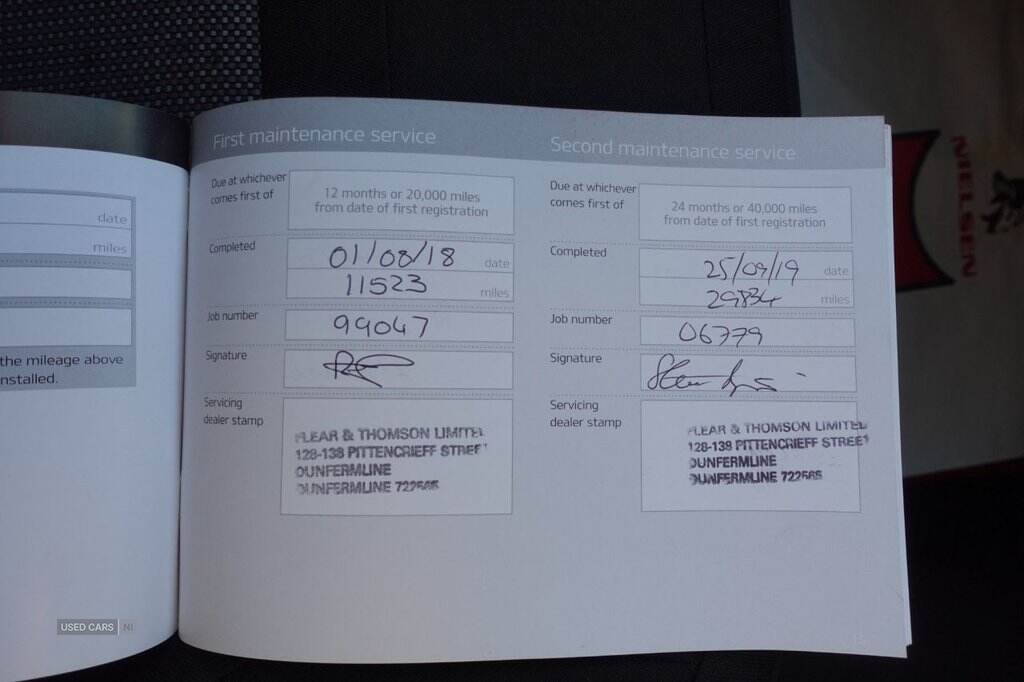 date
miles
the mileage above
nstalled.
First maintenance service
Due at whichever
comes first of
12 months or 20,000 miles
from date of first registration
Completed
01/08/18 date
11523 miles
Job number
99047
Signature
Servicing
dealer stamp
FLEAR & THOMSON LIMITED
128-138 PITTENCRIEFF STREET
DUNFERMLINE
DUNFERMLINE 722565
Second maintenance service
Due at whichever
comes first of
24 months or 40,000 miles
from date of first registration
Completed
25/09/19 date
29834 miles
Job number
06779
Signature
Servicing
dealer stamp
FLEAR & THOMSON LIMITED
128-138 PITTENCRIEFF STREET
DUNFERMLINE
DUNFERMLINE 722565
NIELSEN
USED CARS NI